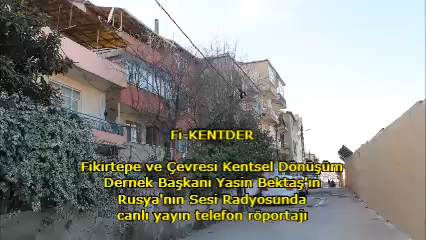 Fi-KENTDER
Fikirtepe ve Çevresi Kentsel Dönüşüm
Dernek Başkanı Yasin Bektaş'ın
Rusya'nın Sesi Radyosunda
canlı yayın telefon röportajı